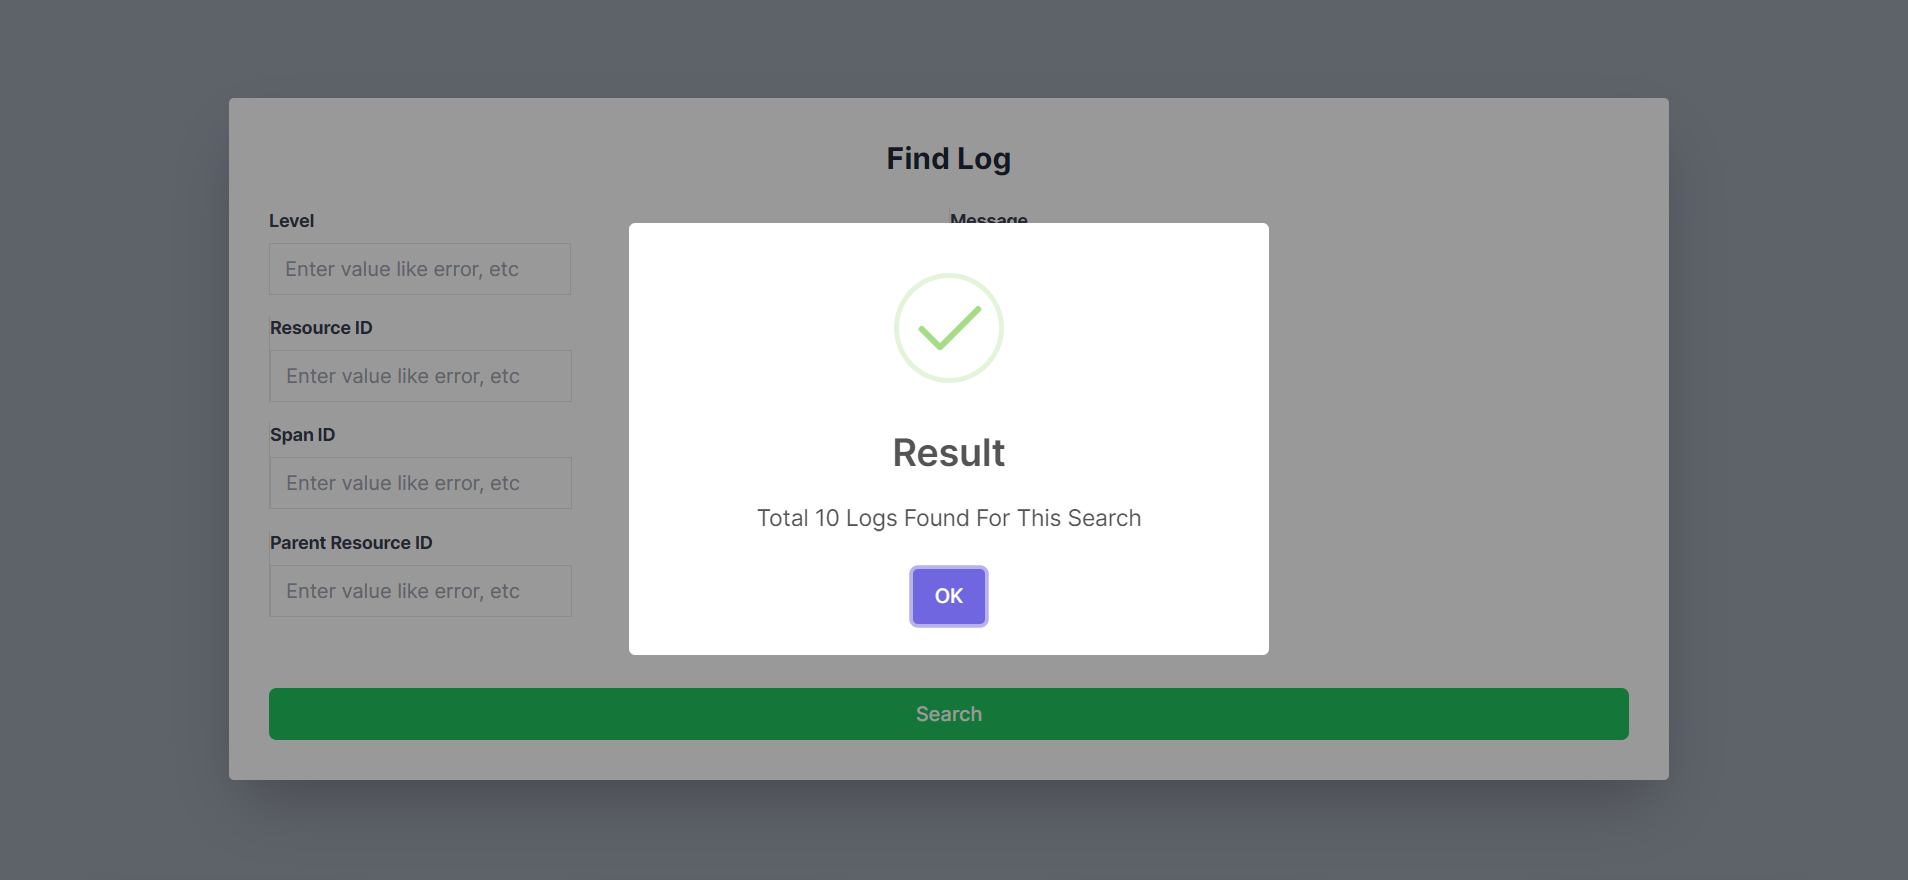 Find Log
Level
Message
Enter value like error, etc
Resource ID
Enter value like error, etc
Span ID
Enter value like error, etc
Parent Resource ID
Enter value like error, etc
Result
Total 10 Logs Found For This Search
OK
Search